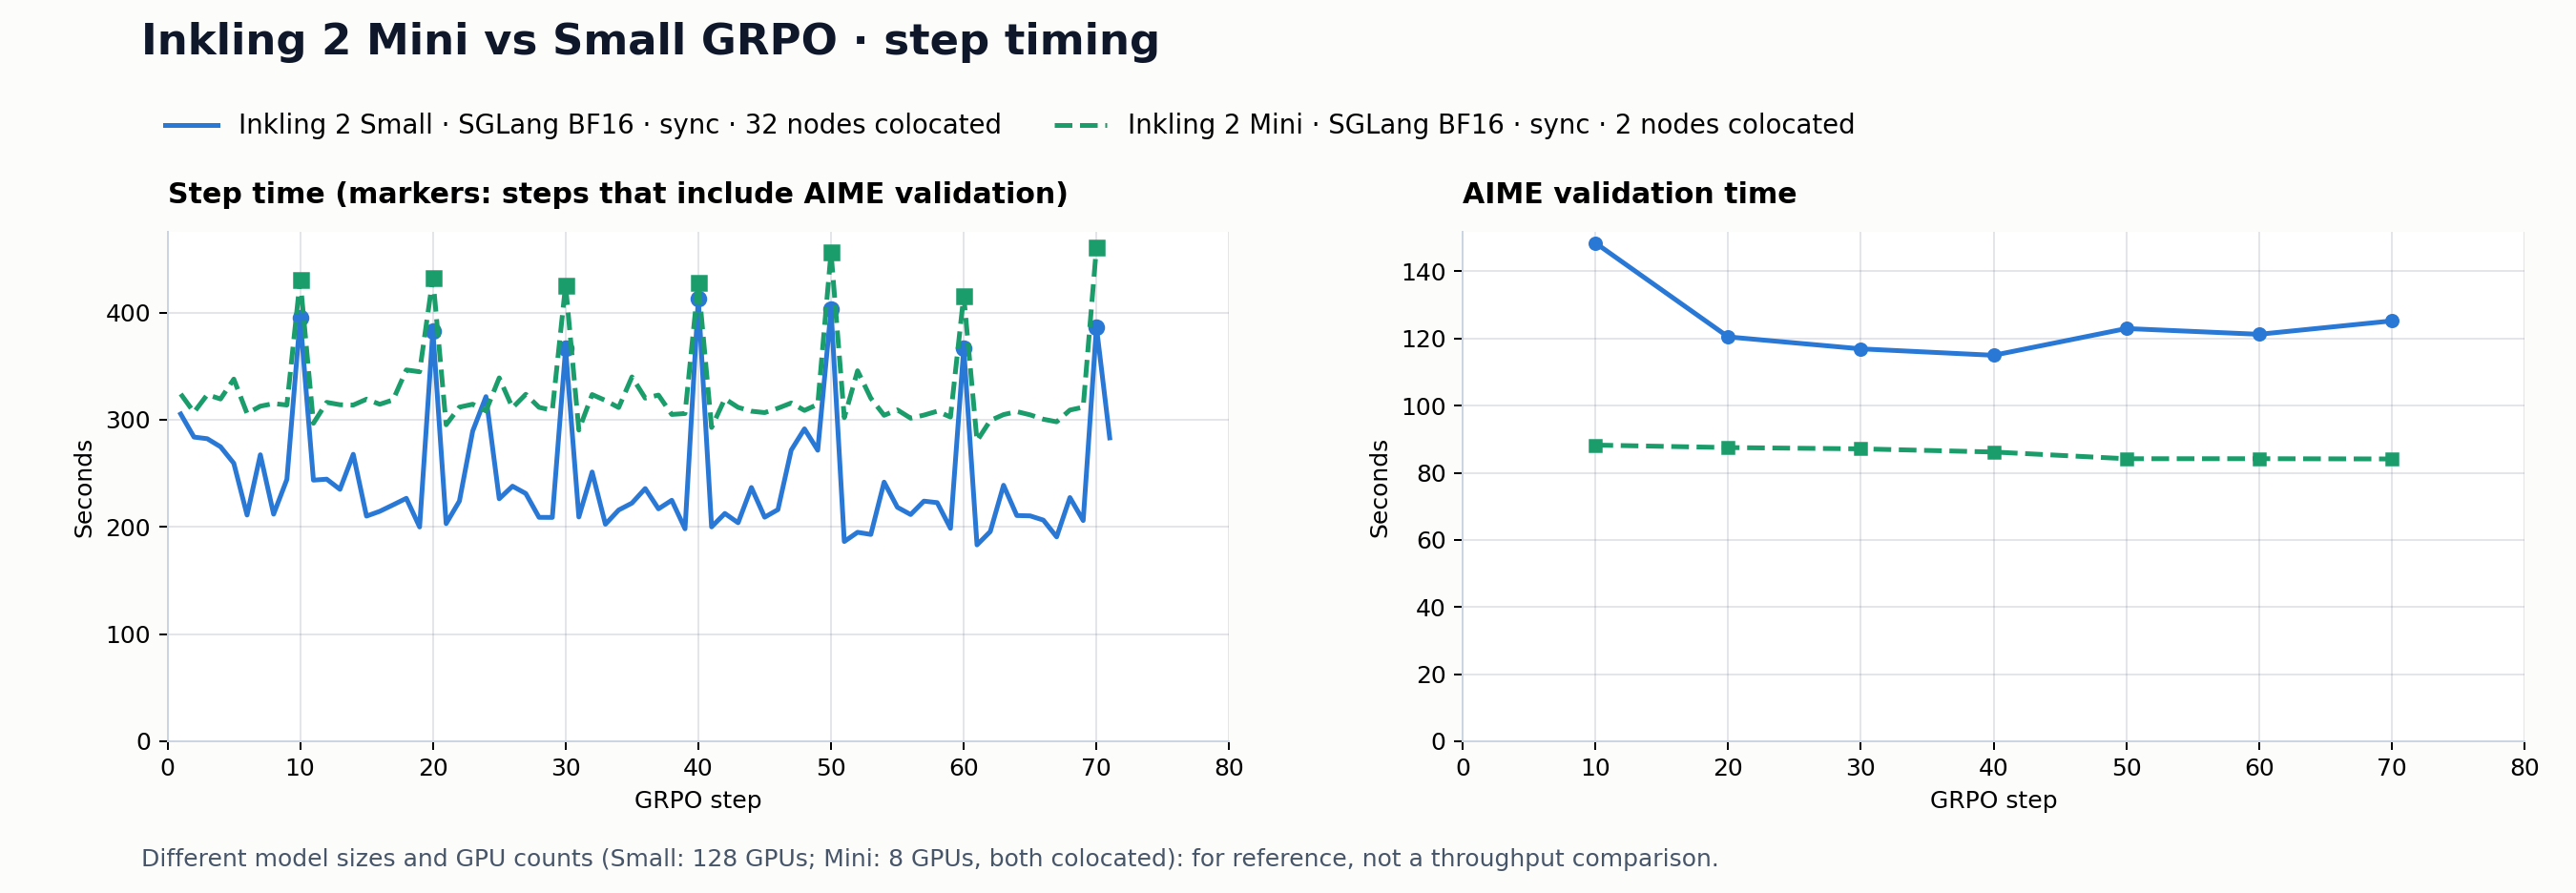 Inkling 2 Mini vs Small GRPO · step timing
Inkling 2 Small · SGLang BF16 · sync · 32 nodes colocated
Inkling 2 Mini · SGLang BF16 · sync · 2 nodes colocated
Step time (markers: steps that include AIME validation)
400
300
200
100
0
Seconds
0 10 20 30 40 50 60 70 80
GRPO step
AIME validation time
140
120
100
80
60
40
20
0
Seconds
0 10 20 30 40 50 60 70 80
GRPO step
Different model sizes and GPU counts (Small: 128 GPUs; Mini: 8 GPUs, both colocated): for reference, not a throughput comparison.